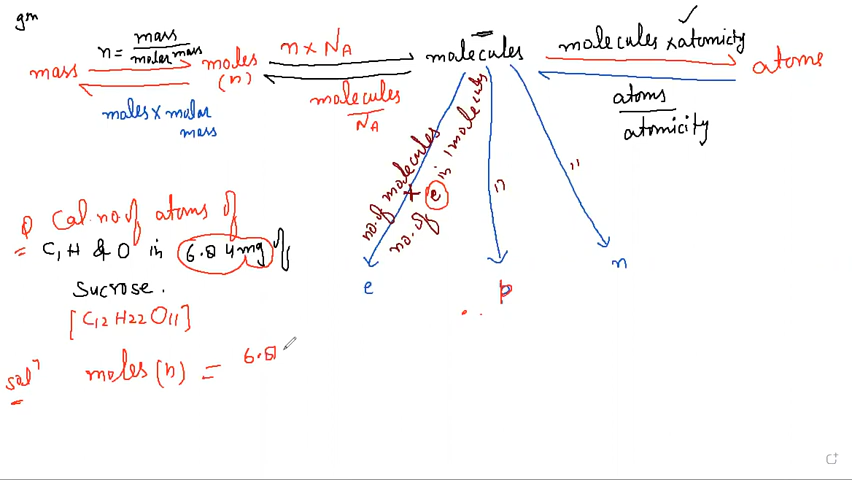 gm
n = mass / molar mass
mass
moles (n)
moles x molar mass
n x NA
molecules / NA
molecules
molecules x atomicity
atoms
atoms / atomicity
no. of molecules x no. of e in 1 molecule
"
"
e
p
n
Q Cal. no of atoms of
= C, H & O in 6.84 mg of
Sucrose.
[C12 H22 O11]
solⁿ moles (n) = 6.8